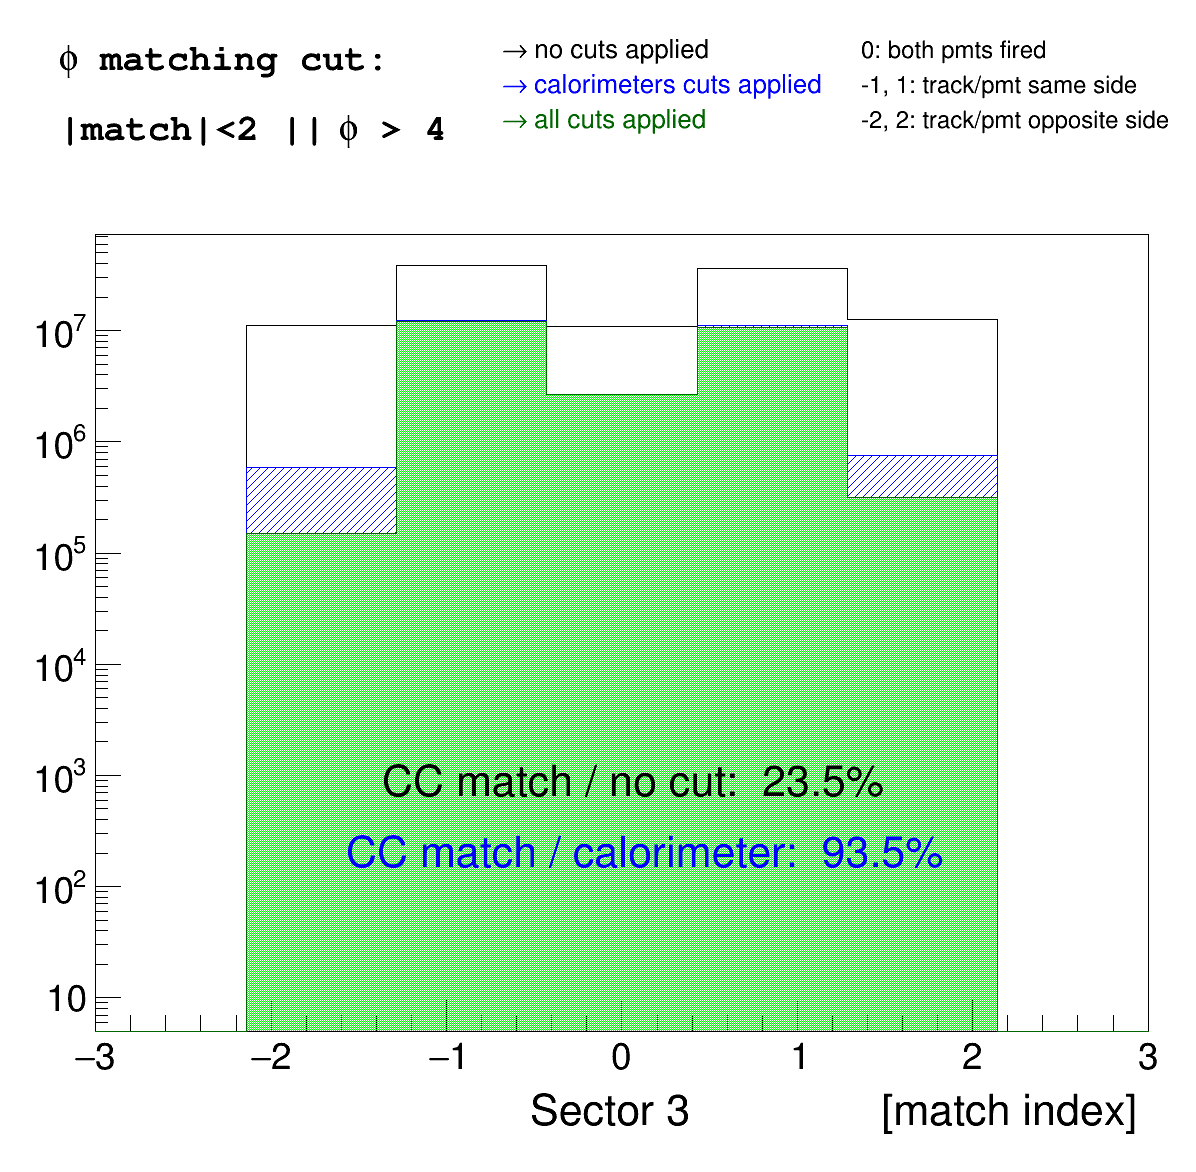 ϕ matching cut:
|match|<2 || ϕ > 4
→ no cuts applied
→ calorimeters cuts applied
→ all cuts applied
0: both pmts fired
-1, 1: track/pmt same side
-2, 2: track/pmt opposite side
10⁷
10⁶
10⁵
10⁴
10³
10²
10
CC match / no cut: 23.5%
CC match / calorimeter: 93.5%
−3 −2 −1 0 1 2 3
Sector 3
[match index]